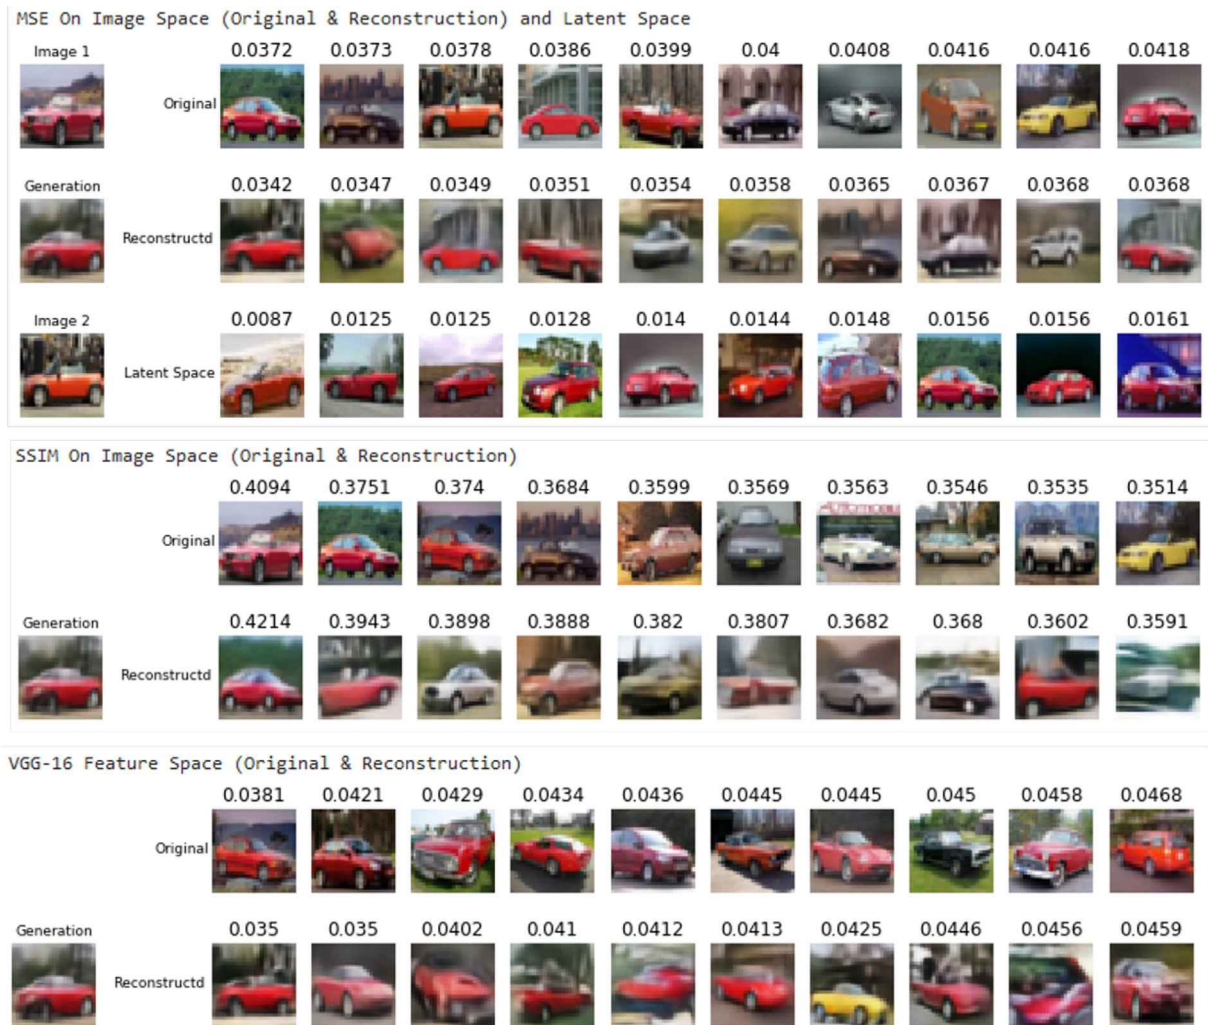 MSE On Image Space (Original & Reconstruction) and Latent Space
Image 1 0.0372 0.0373 0.0378 0.0386 0.0399 0.04 0.0408 0.0416 0.0416 0.0418
Original
Generation 0.0342 0.0347 0.0349 0.0351 0.0354 0.0358 0.0365 0.0367 0.0368 0.0368
Reconstructd
Image 2 0.0087 0.0125 0.0125 0.0128 0.014 0.0144 0.0148 0.0156 0.0156 0.0161
Latent Space
SSIM On Image Space (Original & Reconstruction)
0.4094 0.3751 0.374 0.3684 0.3599 0.3569 0.3563 0.3546 0.3535 0.3514
Original
Generation 0.4214 0.3943 0.3898 0.3888 0.382 0.3807 0.3682 0.368 0.3602 0.3591
Reconstructd
VGG-16 Feature Space (Original & Reconstruction)
0.0381 0.0421 0.0429 0.0434 0.0436 0.0445 0.0445 0.045 0.0458 0.0468
Original
Generation 0.035 0.035 0.0402 0.041 0.0412 0.0413 0.0425 0.0446 0.0456 0.0459
Reconstructd